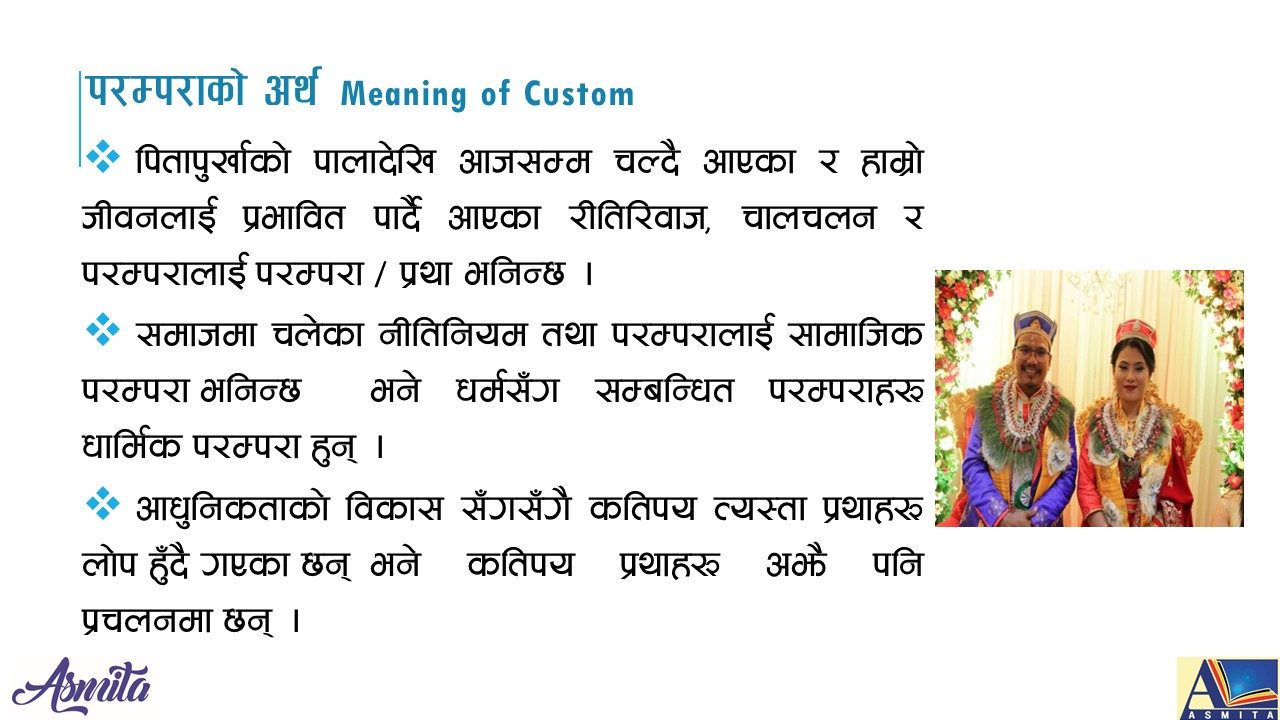 परम्पराको अर्थ Meaning of Custom
❖ पितापुर्खाको पालादेखि आजसम्म चल्दै आएका र हाम्रो
जीवनलाई प्रभावित पार्दै आएका रीतिरिवाज, चालचलन र
परम्परालाई परम्परा / प्रथा भनिन्छ ।
❖ समाजमा चलेका नीतिनियम तथा परम्परालाई सामाजिक
परम्परा भनिन्छ भने धर्मसँग सम्बन्धित परम्पराहरु
धार्मिक परम्परा हुन् ।
❖ आधुनिकताको विकास सँगसँगै कतिपय त्यस्ता प्रथाहरु
लोप हुँदै गएका छन् भने कतिपय प्रथाहरु अझै पनि
प्रचलनमा छन् ।
Asmita
ASMITA